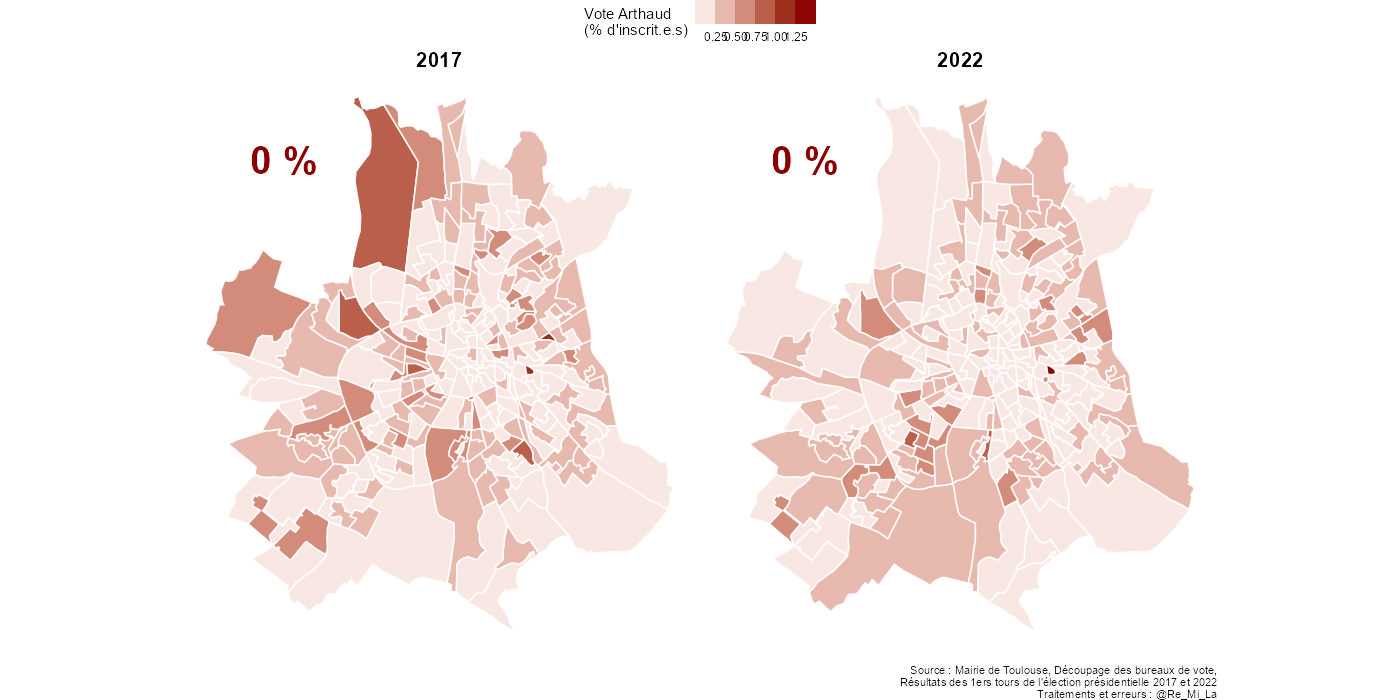 Vote Arthaud
(% d'inscrit.e.s)
0.25 0.50 0.75 1.00 1.25
2017
2022
0 %
0 %
Source : Mairie de Toulouse, Découpage des bureaux de vote,
Résultats des 1ers tours de l'élection présidentielle 2017 et 2022
Traitements et erreurs : @Re_Mi_La